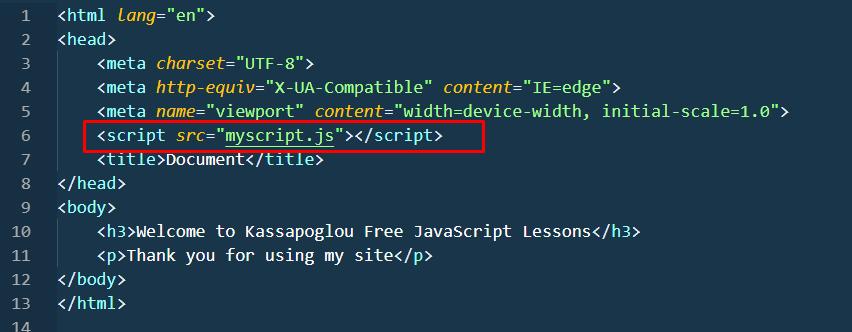 1 <html lang="en">
2 <head>
3     <meta charset="UTF-8">
4     <meta http-equiv="X-UA-Compatible" content="IE=edge">
5     <meta name="viewport" content="width=device-width, initial-scale=1.0">
6     <script src="myscript.js"></script>
7     <title>Document</title>
8 </head>
9 <body>
10     <h3>Welcome to Kassapoglou Free JavaScript Lessons</h3>
11     <p>Thank you for using my site</p>
12 </body>
13 </html>
14